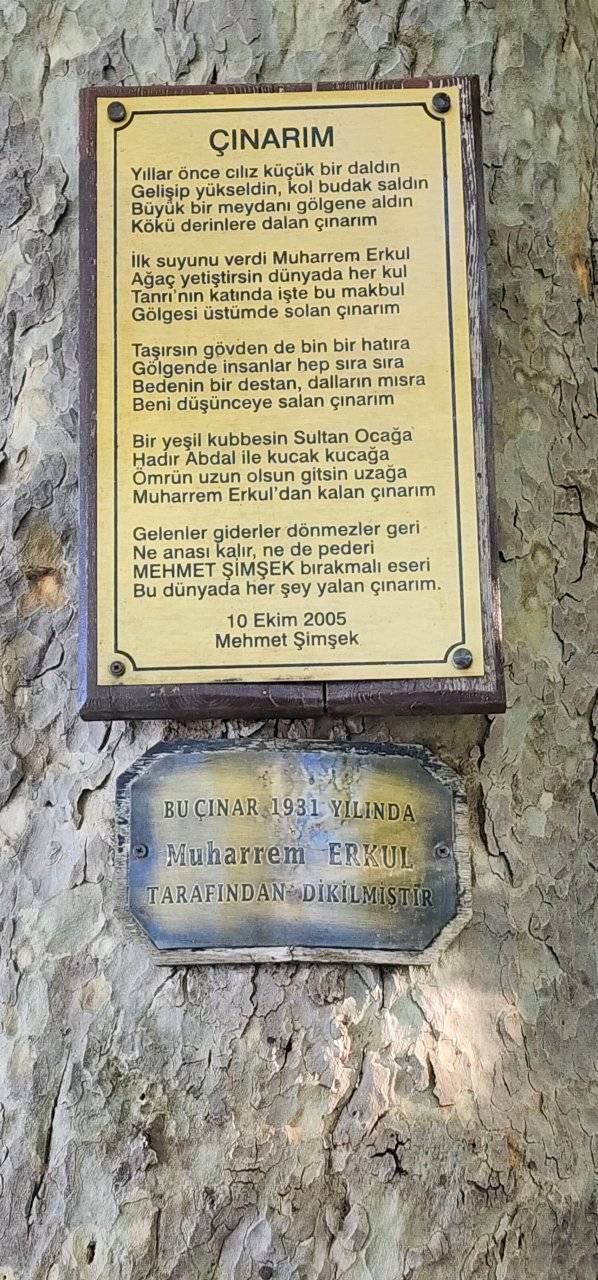 ÇINARIM
Yıllar önce cılız küçük bir daldın
Gelişip yükseldin, kol budak saldın
Büyük bir meydanı gölgene aldın
Kökü derinlere dalan çınarım
İlk suyunu verdi Muharrem Erkul
Ağaç yetiştirsin dünyada her kul
Tanrı'nın katında işte bu makbul
Gölgesi üstümde solan çınarım
Taşırsın gövden de bin bir hatıra
Gölgende insanlar hep sıra sıra
Bedenin bir destan, dalların mısra
Beni düşünceye salan çınarım
Bir yeşil kubbesin Sultan Ocağa
Hadır Abdal ile kucak kucağa
Ömrün uzun olsun gitsin uzağa
Muharrem Erkul'dan kalan çınarım
Gelenler giderler dönmezler geri
Ne anası kalır, ne de pederi
MEHMET ŞİMŞEK bırakmalı eseri
Bu dünyada her şey yalan çınarım.
10 Ekim 2005
Mehmet Şimşek
BU ÇINAR 1931 YILINDA
Muharrem ERKUL
TARAFINDAN DİKİLMİŞTİR